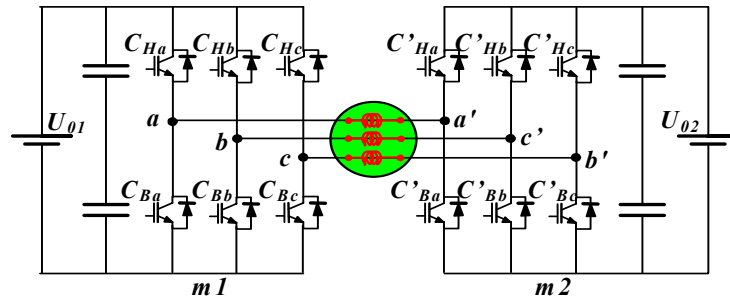 C_Ha C_Hb C_Hc C'_Ha C'_Hb C'_Hc
U_01 a a' U_02
b c'
c b'
C_Ba C_Bb C_Bc C'_Ba C'_Bb C'_Bc
m1 m2